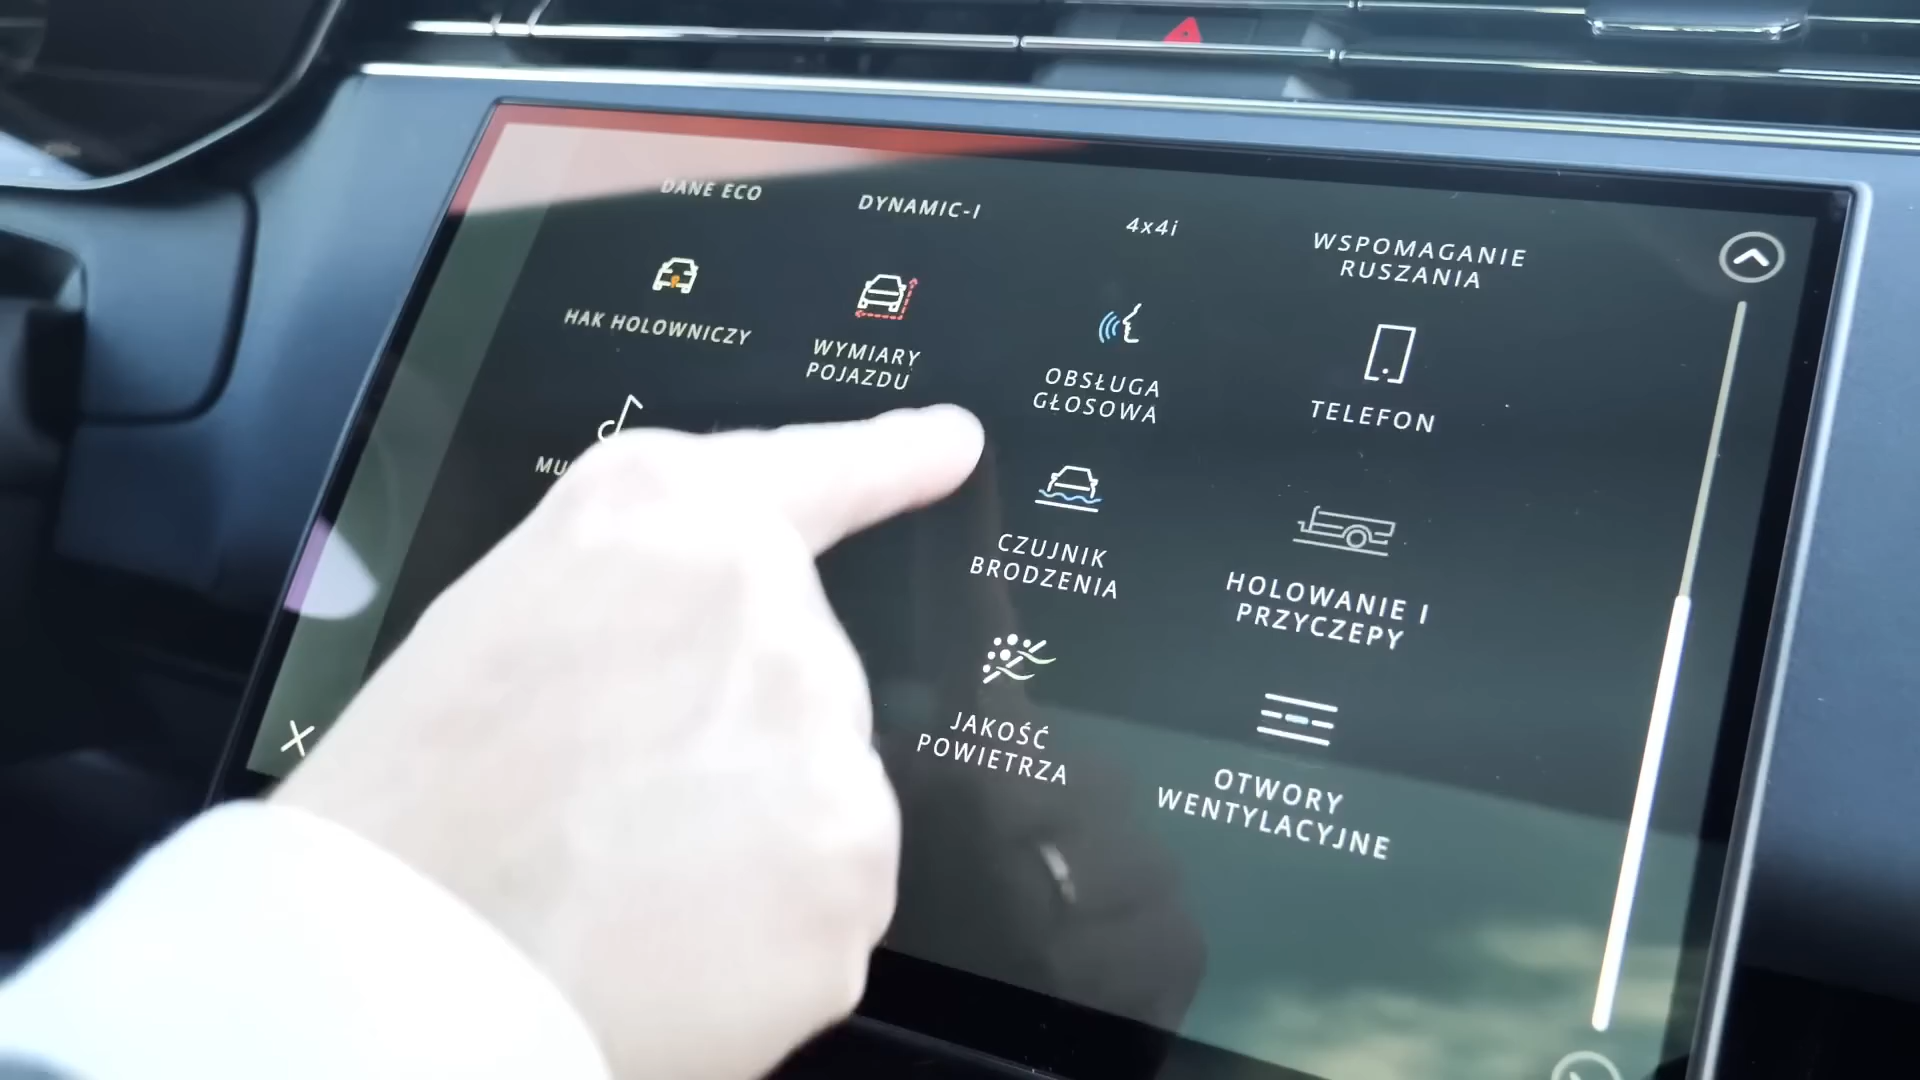 DANE ECO
DYNAMIC-I
4x4i
WSPOMAGANIE
RUSZANIA
HAK HOLOWNICZY
WYMIARY
POJAZDU
OBSŁUGA
GŁOSOWA
TELEFON
CZUJNIK
BRODZENIA
HOLOWANIE I
PRZYCZEPY
JAKOŚĆ
POWIETRZA
OTWORY
WENTYLACYJNE